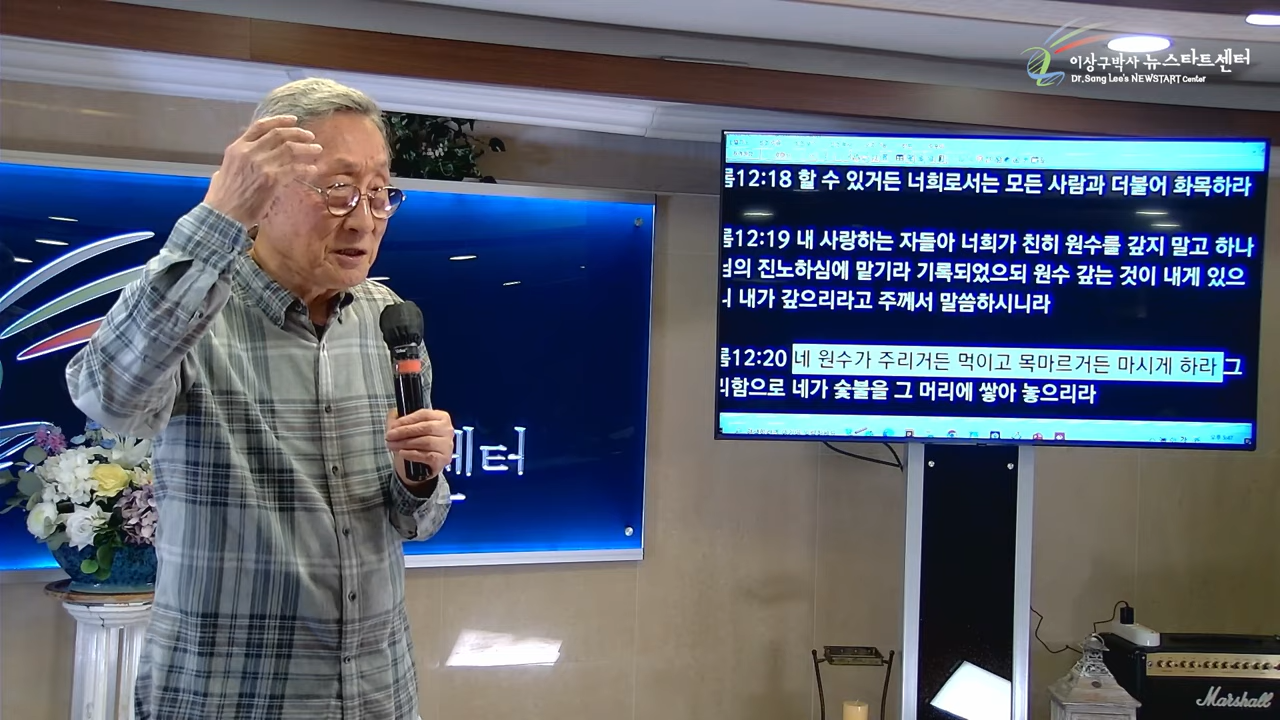 이상구박사 뉴스타트센터
Dr. Sang Lee's NEWSTART Center
롬12:18 할 수 있거든 너희로서는 모든 사람과 더불어 화목하라
롬12:19 내 사랑하는 자들아 너희가 친히 원수를 갚지 말고 하나
님의 진노하심에 맡기라 기록되었으되 원수 갚는 것이 내게 있으
니 내가 갚으리라고 주께서 말씀하시니라
롬12:20 네 원수가 주리거든 먹이고 목마르거든 마시게 하라 그
리함으로 네가 숯불을 그 머리에 쌓아 놓으리라
센터
Marshall